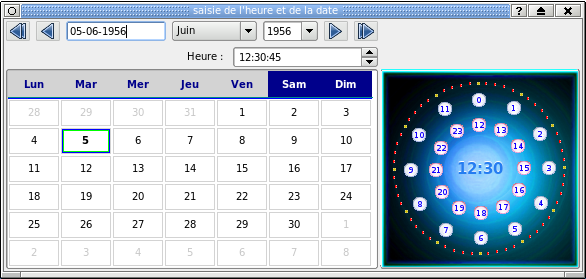 saisie de l'heure et de la date
05-06-1956 Juin 1956
Heure : 12:30:45
Lun Mar Mer Jeu Ven Sam Dim
28 29 30 31 1 2 3
4 5 6 7 8 9 10
11 12 13 14 15 16 17
18 19 20 21 22 23 24
25 26 27 28 29 30 1
2 3 4 5 6 7 8
0 1 2 3 4 5 6 7 8 9 10 11
12 13 14 15 16 17 18 19 20 21 22 23
12:30